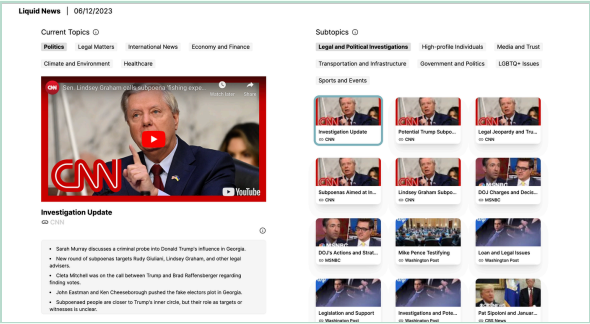 Liquid News | 06/12/2023
Current Topics
Politics Legal Matters International News Economy and Finance
Climate and Environment Healthcare
CNN Sen. Lindsey Graham calls subpoena 'fishing expe...
Watch later Share
CNN
YouTube
Investigation Update
CNN
• Sarah Murray discusses a criminal probe into Donald Trump's influence in Georgia.
• New round of subpoenas targets Rudy Giuliani, Lindsey Graham, and other legal
advisers.
• Cleta Mitchell was on the call between Trump and Brad Raffensberger regarding
finding votes.
• John Eastman and Ken Cheeseborough pushed the fake electors plot in Georgia.
• Subpoenaed people are closer to Trump's inner circle, but their role as targets or
witnesses is unclear.
Subtopics
Legal and Political Investigations High-profile Individuals Media and Trust
Transportation and Infrastructure Government and Politics LGBTQ+ Issues
Sports and Events
Investigation Update
CNN
Potential Trump Subpo...
CNN
Legal Jeopardy and Tru...
CNN
Subpoenas Aimed at In...
CNN
Lindsey Graham Subpo...
CNN
DOJ Charges and Decis...
MSNBC
DOJ's Actions and Strat...
MSNBC
Mike Pence Testifying
Washington Post
Loan and Legal Issues
Washington Post
Legislation and Support
Washington Post
Investigations and Pote...
Washington Post
Pat Sipoloni and Januar...
CBS News